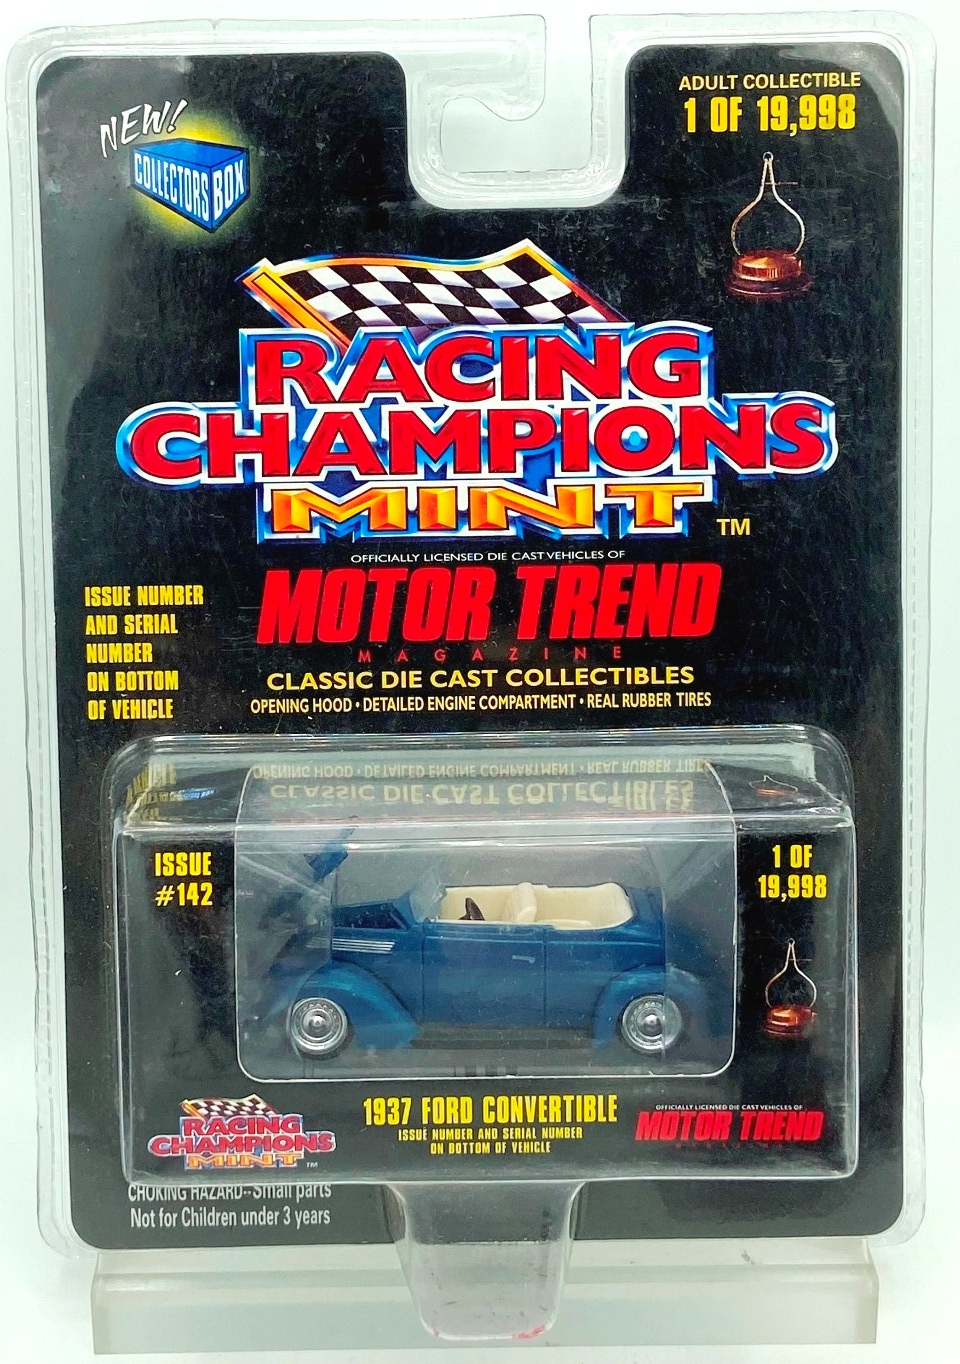 NEW!
COLLECTORS BOX
ADULT COLLECTIBLE
1 OF 19,998
RACING
CHAMPIONS
MINT TM
OFFICIALLY LICENSED DIE CAST VEHICLES OF
MOTOR TREND
MAGAZINE
CLASSIC DIE CAST COLLECTIBLES
OPENING HOOD • DETAILED ENGINE COMPARTMENT • REAL RUBBER TIRES
ISSUE NUMBER
AND SERIAL
NUMBER
ON BOTTOM
OF VEHICLE
ISSUE
#142
1 OF
19,998
RACING
CHAMPIONS
MINT TM
1937 FORD CONVERTIBLE
ISSUE NUMBER AND SERIAL NUMBER
ON BOTTOM OF VEHICLE
OFFICIALLY LICENSED DIE CAST VEHICLES OF
MOTOR TREND
CHOKING HAZARD--Small parts
Not for Children under 3 years